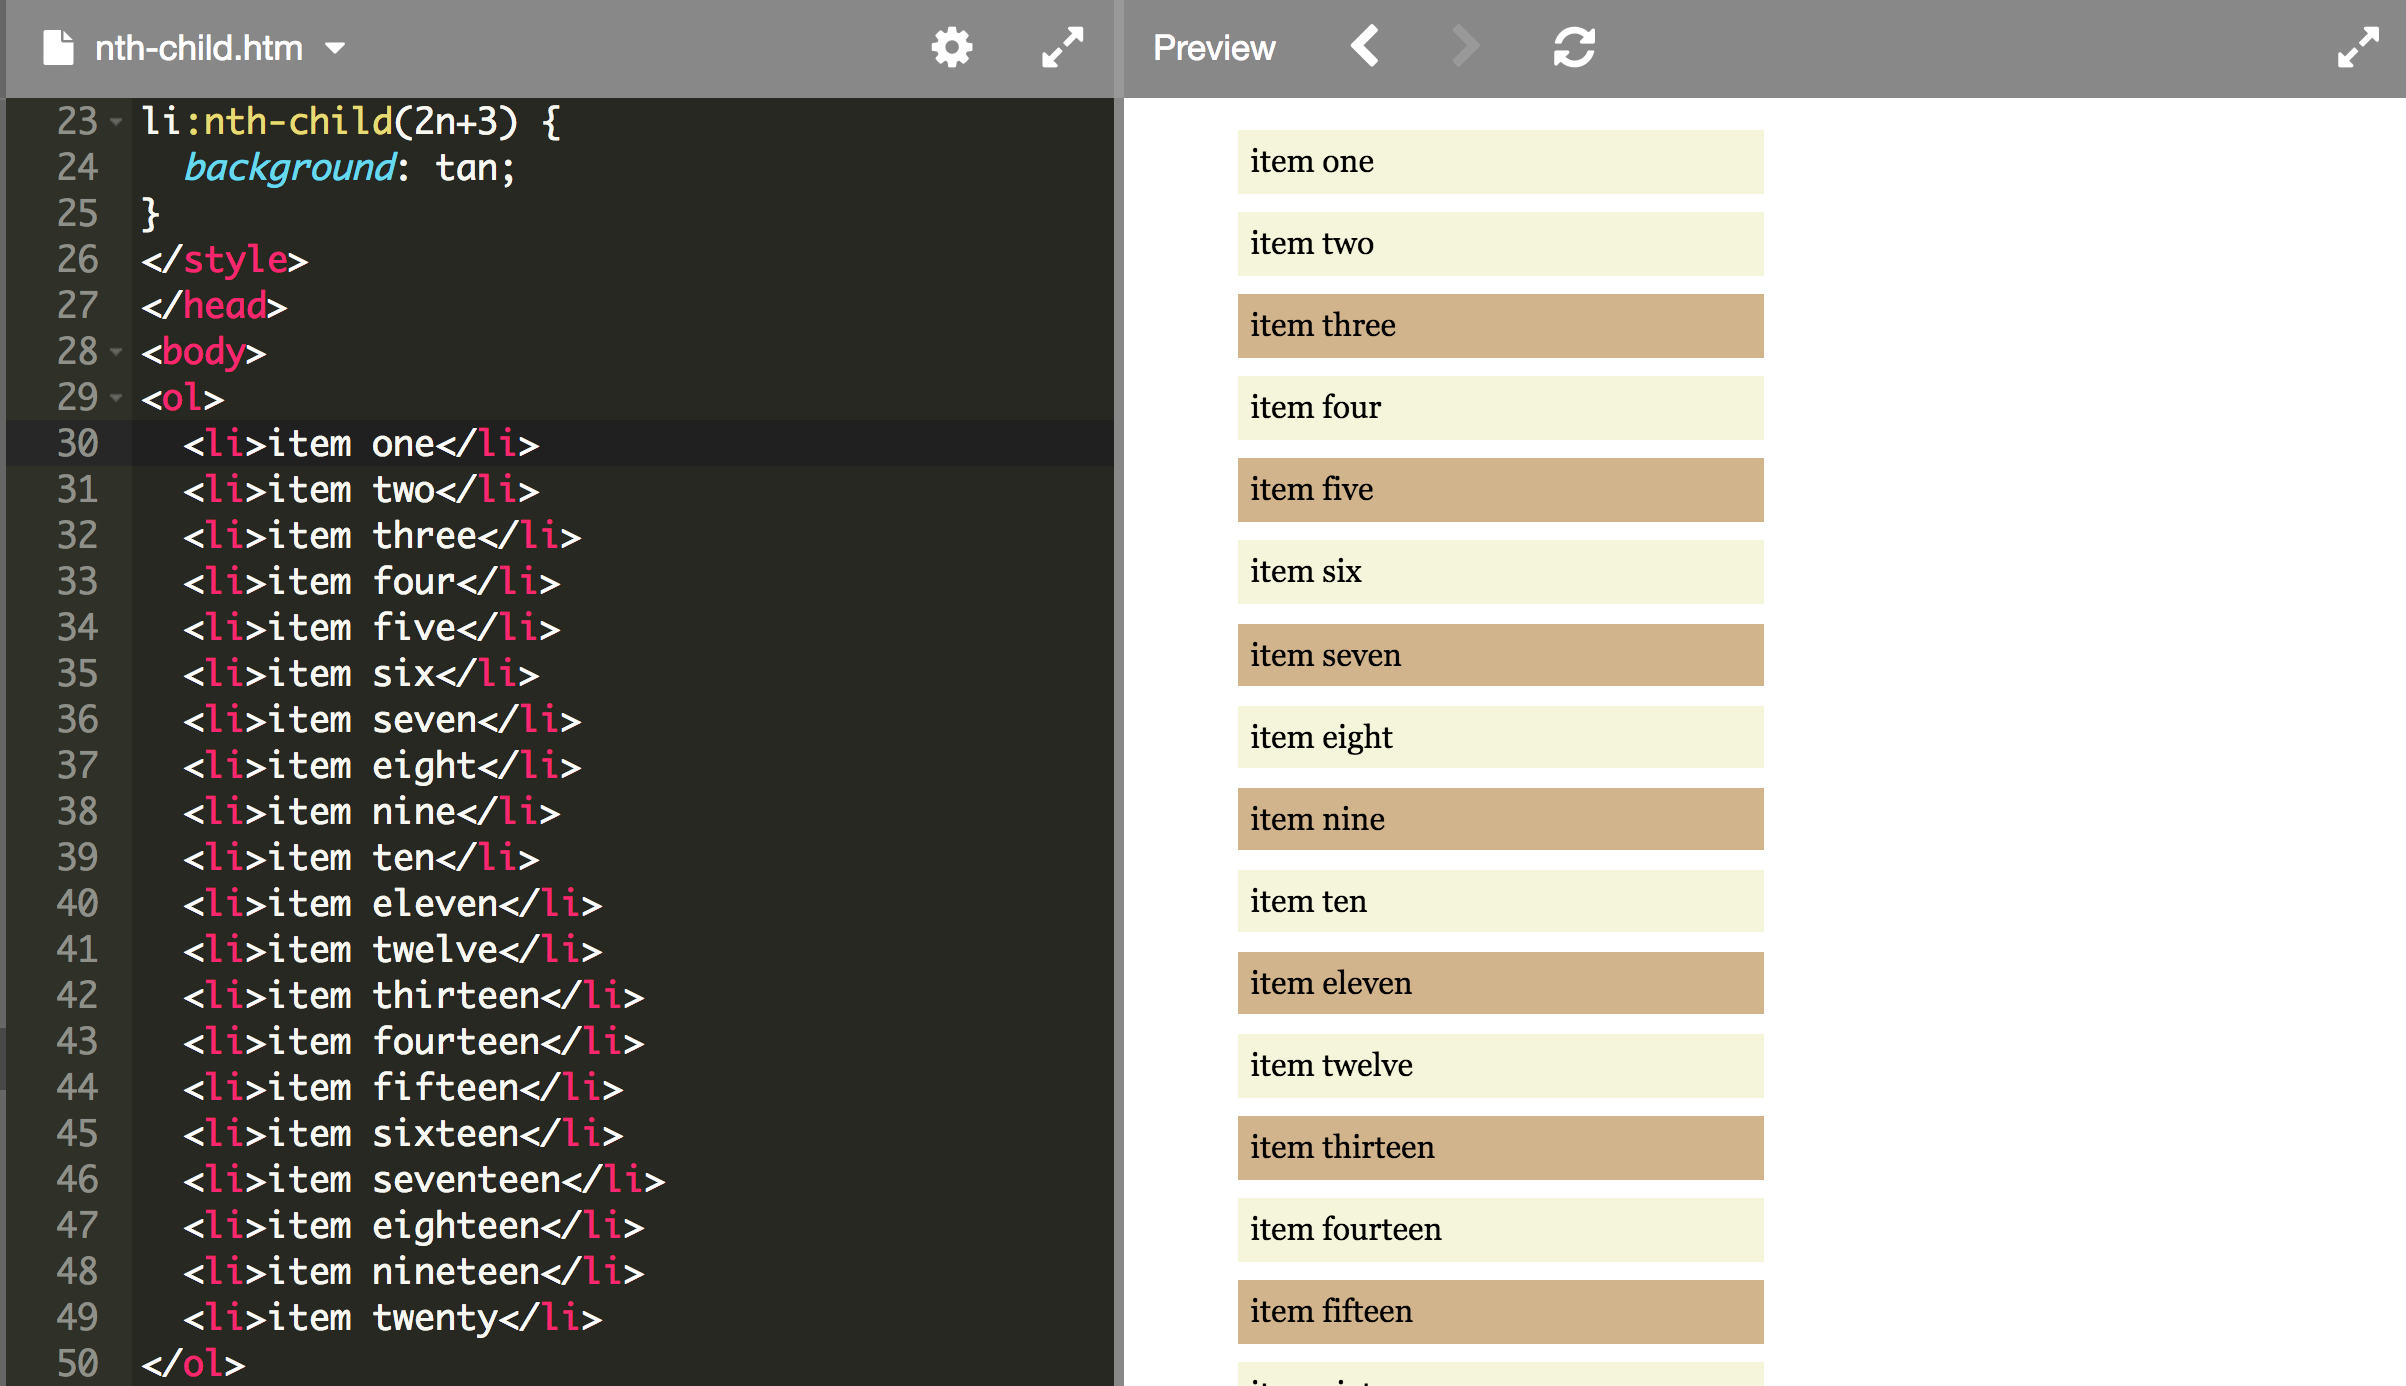 nth-child.htm
23 li:nth-child(2n+3) {
24 background: tan;
25 }
26 </style>
27 </head>
28 <body>
29 <ol>
30 <li>item one</li>
31 <li>item two</li>
32 <li>item three</li>
33 <li>item four</li>
34 <li>item five</li>
35 <li>item six</li>
36 <li>item seven</li>
37 <li>item eight</li>
38 <li>item nine</li>
39 <li>item ten</li>
40 <li>item eleven</li>
41 <li>item twelve</li>
42 <li>item thirteen</li>
43 <li>item fourteen</li>
44 <li>item fifteen</li>
45 <li>item sixteen</li>
46 <li>item seventeen</li>
47 <li>item eighteen</li>
48 <li>item nineteen</li>
49 <li>item twenty</li>
50 </ol>
Preview
item one
item two
item three
item four
item five
item six
item seven
item eight
item nine
item ten
item eleven
item twelve
item thirteen
item fourteen
item fifteen